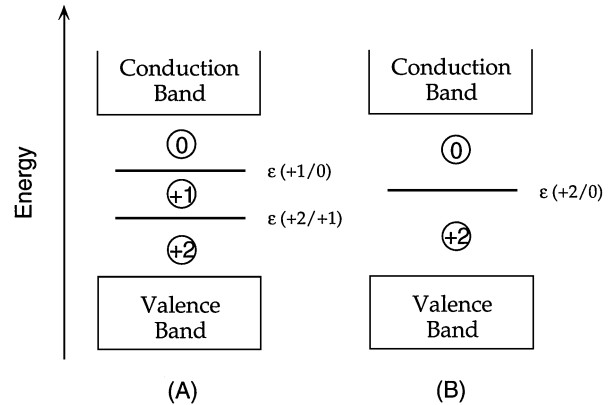 Energy
Conduction
Band
0
ε (+1/0)
+1
ε (+2/+1)
+2
Valence
Band
(A)
Conduction
Band
0
ε (+2/0)
+2
Valence
Band
(B)